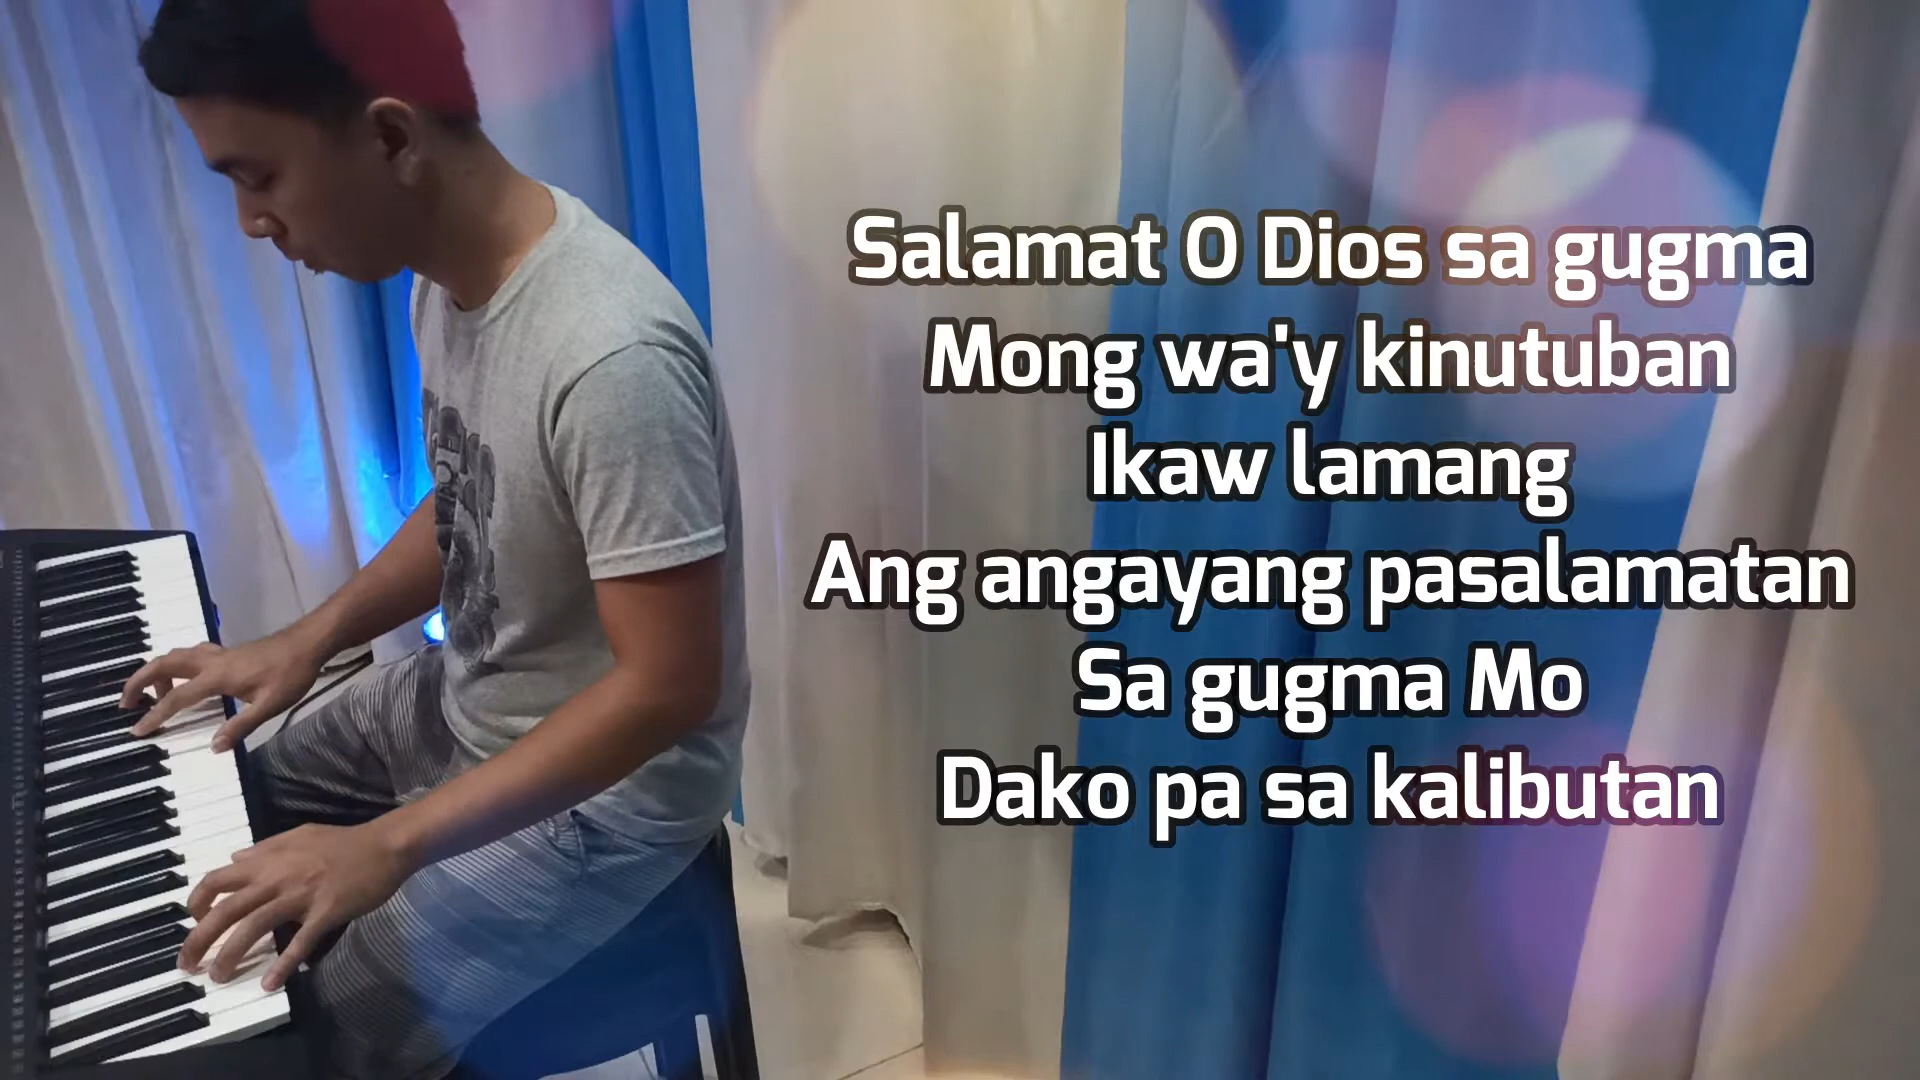 Salamat O Dios sa gugma
Mong wa'y kinutuban
Ikaw lamang
Ang angayang pasalamatan
Sa gugma Mo
Dako pa sa kalibutan